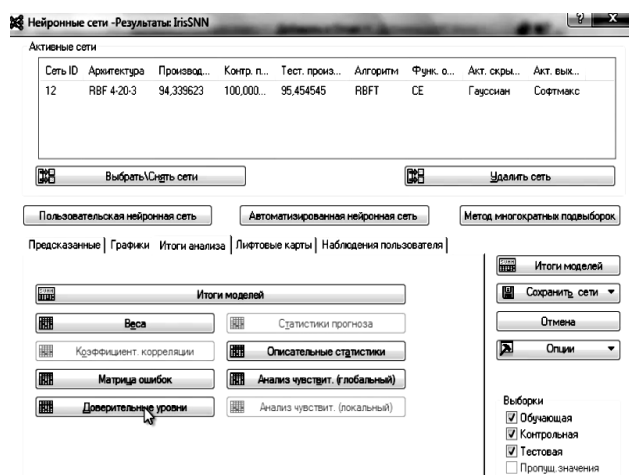 Нейронные сети -Результаты: IrisSNN
Активные сети
Сеть ID Архитектура Производ... Контр. п... Тест. произ... Алгоритм Функ. о... Акт. скры... Акт. вых...
12 RBF 4-20-3 94,339623 100,000... 95,454545 RBFT CE Гауссиан Софтмакс
Выбрать\Снять сети Удалить сеть
Пользовательская нейронная сеть Автоматизированная нейронная сеть Метод многократных подвыборок
Предсказанные Графики Итоги анализа Лифтовые карты Наблюдения пользователя
Итоги моделей
Итоги моделей
Сохранить сети
Веса Статистики прогноза
Отмена
Коэффициент. корреляции Описательные статистики
Опции
Матрица ошибок Анализ чувствит. (глобальный)
Доверительные уровни Анализ чувствит. (локальный)
Выборки
Обучающая
Контрольная
Тестовая
Пропущ.значения